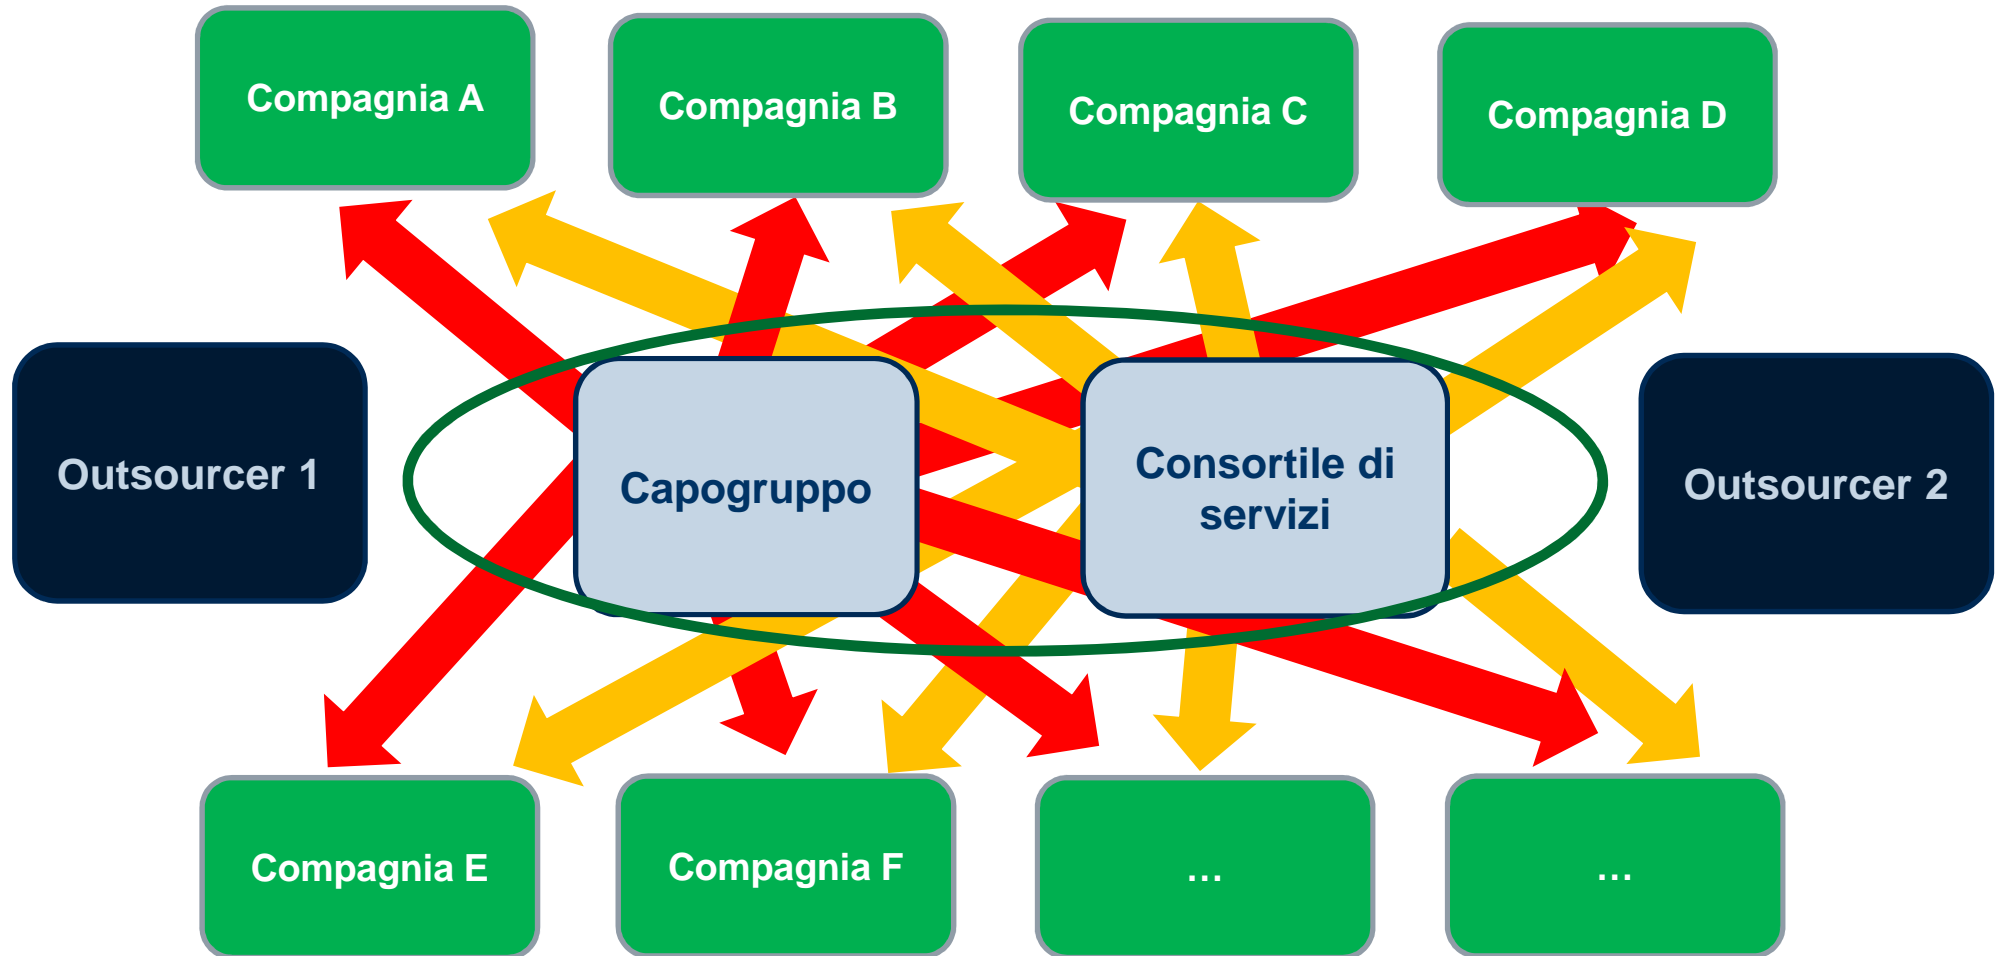 Compagnia A
Compagnia B
Compagnia C
Compagnia D
Outsourcer 1
Capogruppo
Consortile di
servizi
Outsourcer 2
Compagnia E
Compagnia F
...
...